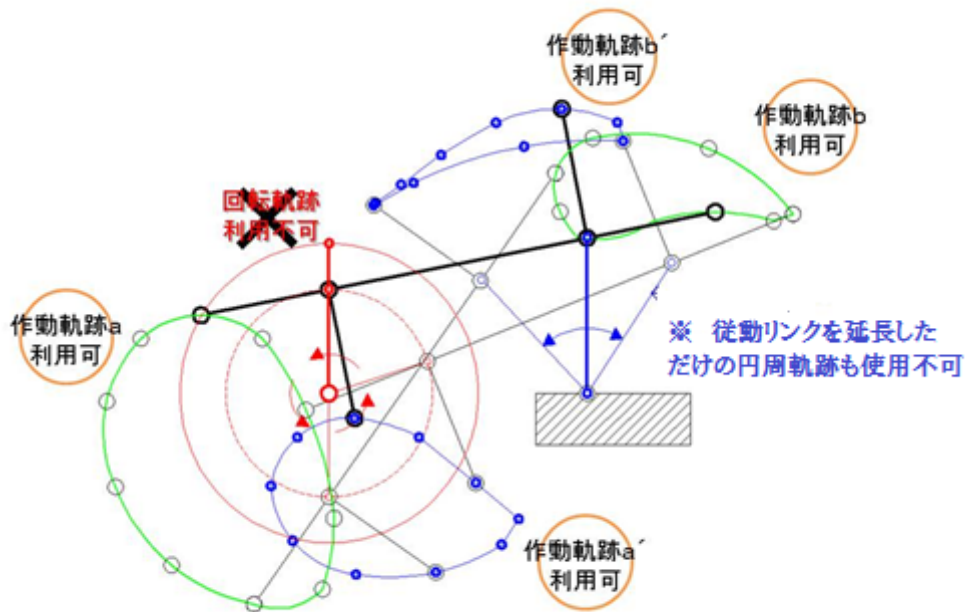 作動軌跡b´
利用可
作動軌跡b
利用可
回転軌跡
利用不可
作動軌跡a
利用可
※ 従動リンクを延長した
だけの円周軌跡も使用不可
作動軌跡a´
利用可